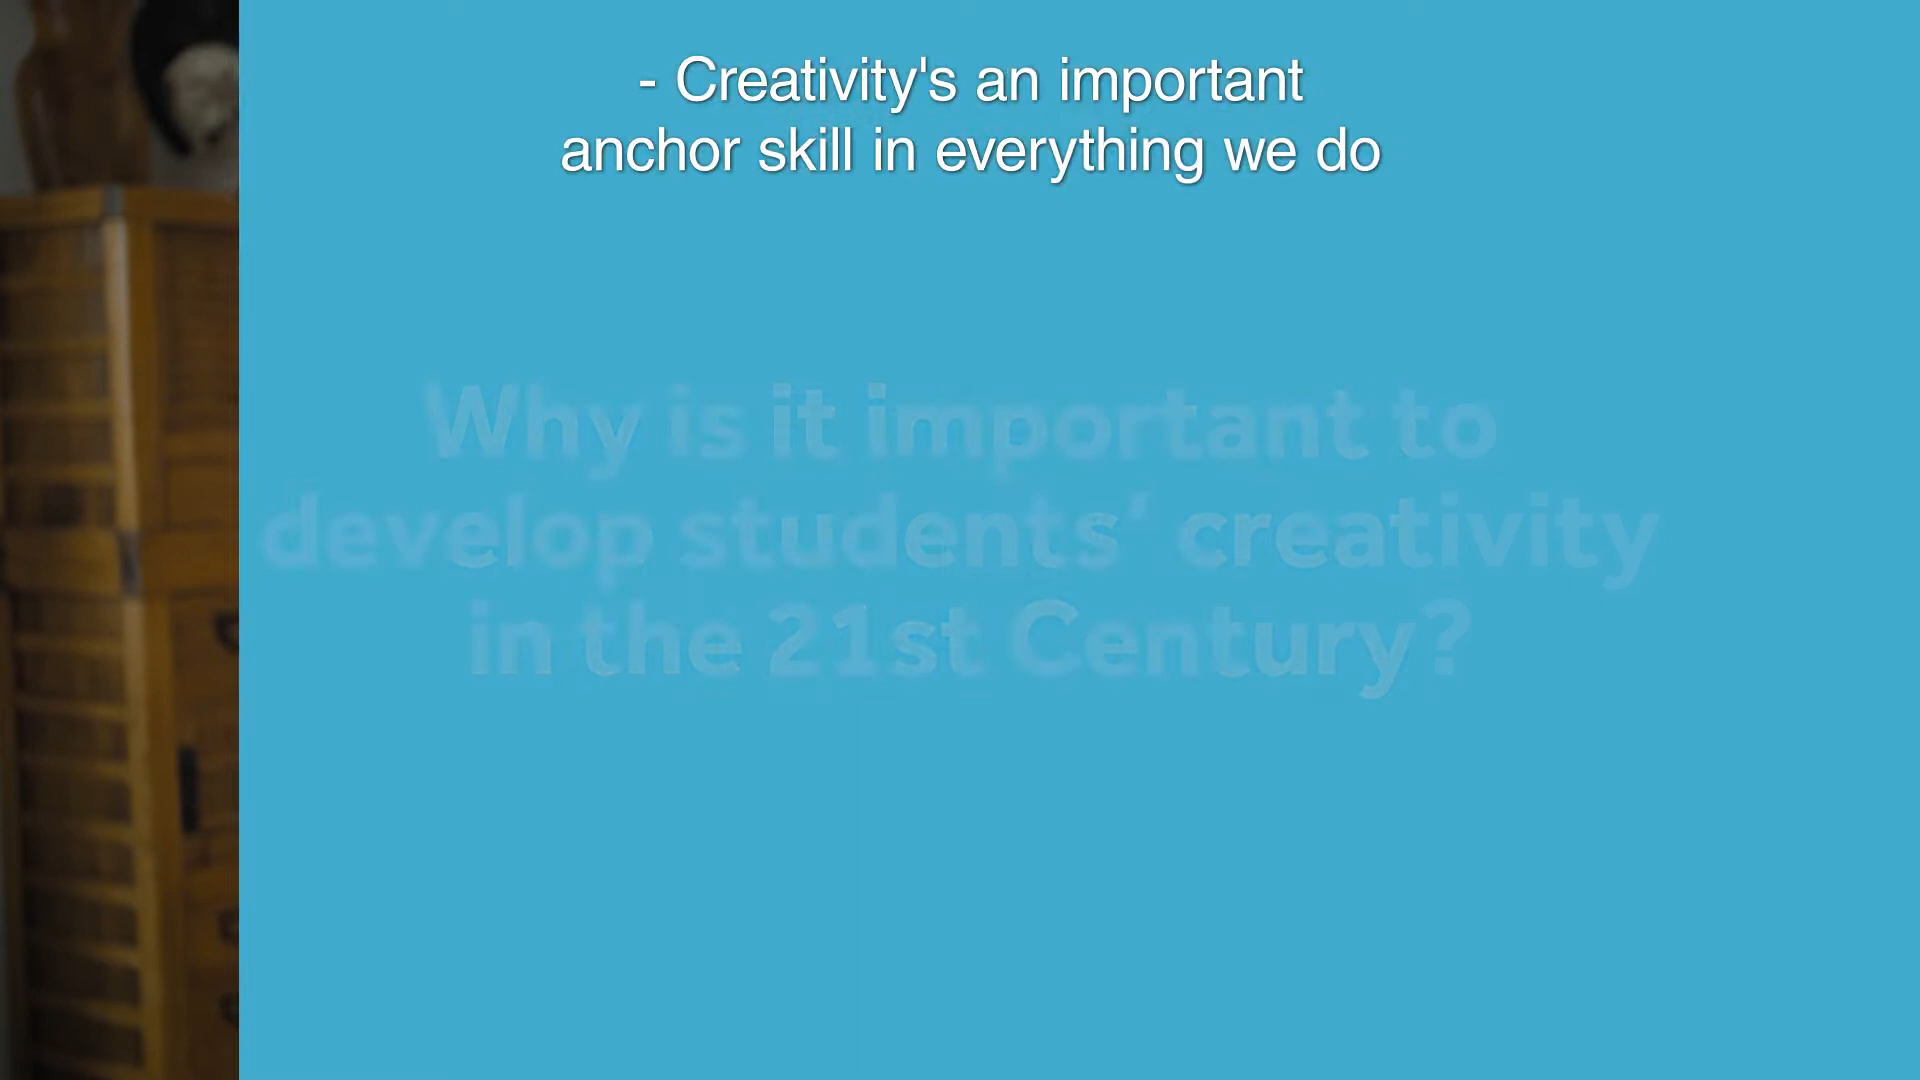 - Creativity's an important
anchor skill in everything we do
Why is it important to
develop students' creativity
in the 21st Century?